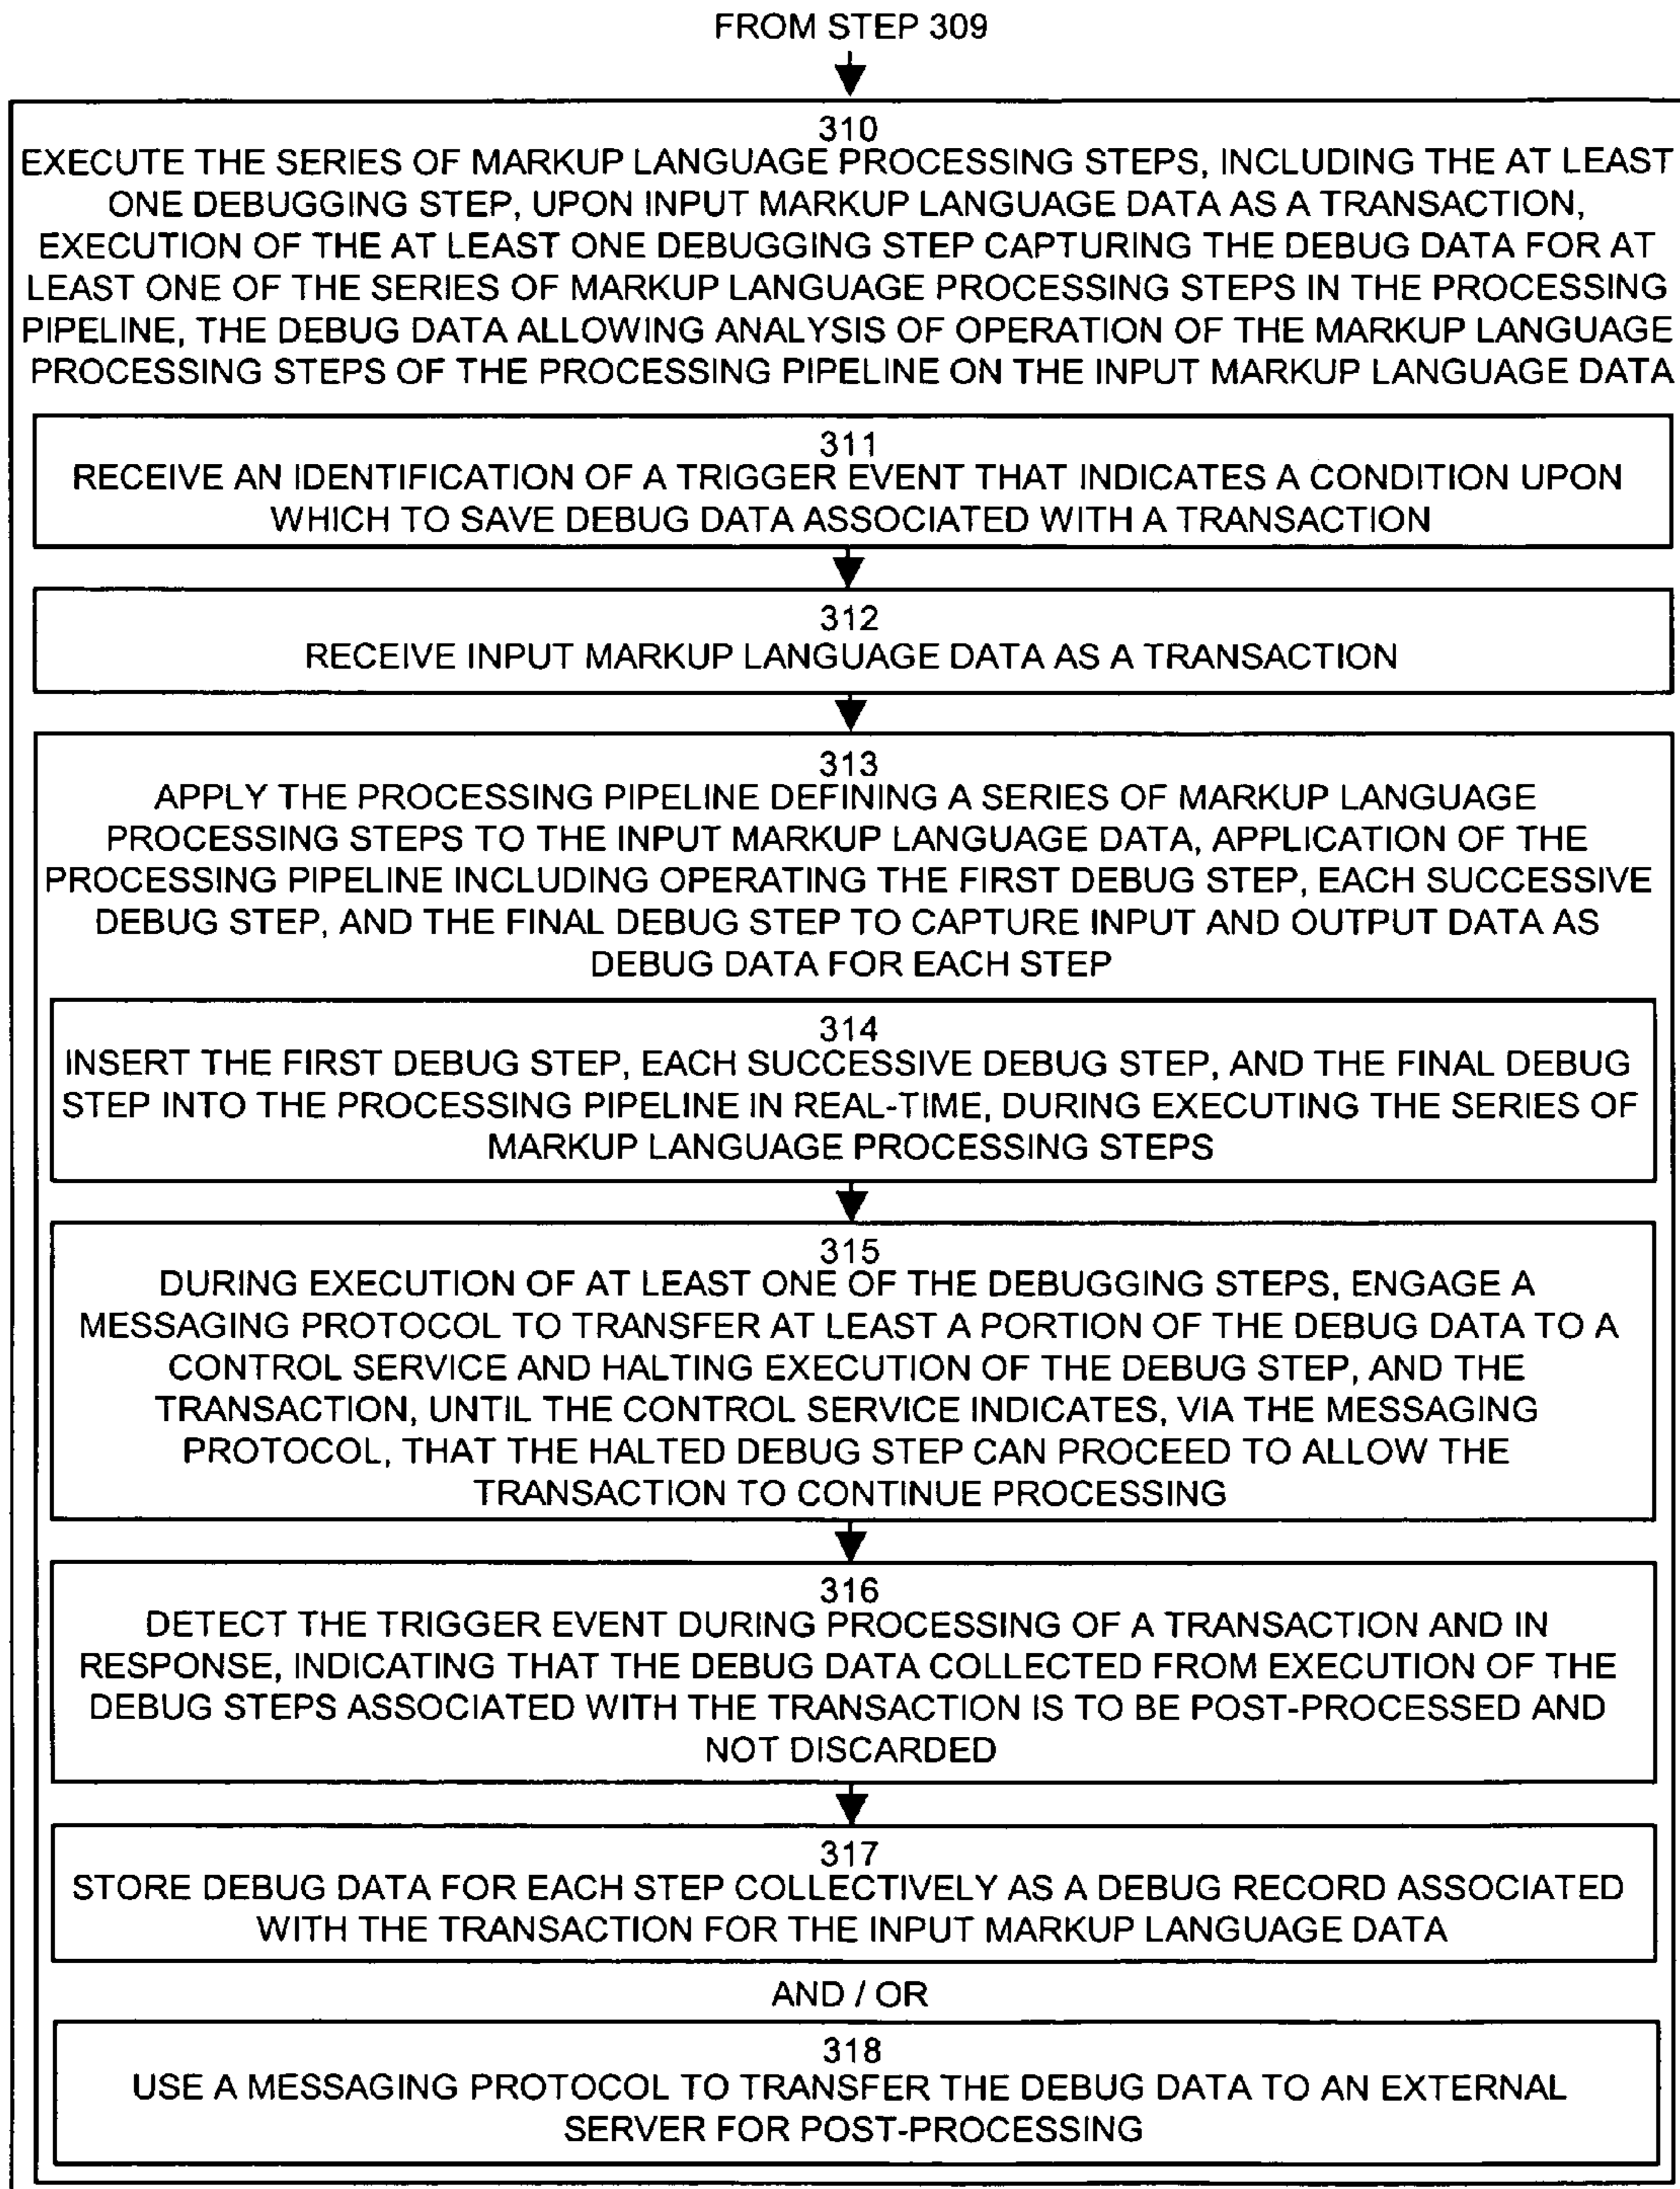 FROM STEP 309
310
EXECUTE THE SERIES OF MARKUP LANGUAGE PROCESSING STEPS, INCLUDING THE AT LEAST
ONE DEBUGGING STEP, UPON INPUT MARKUP LANGUAGE DATA AS A TRANSACTION,
EXECUTION OF THE AT LEAST ONE DEBUGGING STEP CAPTURING THE DEBUG DATA FOR AT
LEAST ONE OF THE SERIES OF MARKUP LANGUAGE PROCESSING STEPS IN THE PROCESSING
PIPELINE, THE DEBUG DATA ALLOWING ANALYSIS OF OPERATION OF THE MARKUP LANGUAGE
PROCESSING STEPS OF THE PROCESSING PIPELINE ON THE INPUT MARKUP LANGUAGE DATA
311
RECEIVE AN IDENTIFICATION OF A TRIGGER EVENT THAT INDICATES A CONDITION UPON
WHICH TO SAVE DEBUG DATA ASSOCIATED WITH A TRANSACTION
312
RECEIVE INPUT MARKUP LANGUAGE DATA AS A TRANSACTION
313
APPLY THE PROCESSING PIPELINE DEFINING A SERIES OF MARKUP LANGUAGE
PROCESSING STEPS TO THE INPUT MARKUP LANGUAGE DATA, APPLICATION OF THE
PROCESSING PIPELINE INCLUDING OPERATING THE FIRST DEBUG STEP, EACH SUCCESSIVE
DEBUG STEP, AND THE FINAL DEBUG STEP TO CAPTURE INPUT AND OUTPUT DATA AS
DEBUG DATA FOR EACH STEP
314
INSERT THE FIRST DEBUG STEP, EACH SUCCESSIVE DEBUG STEP, AND THE FINAL DEBUG
STEP INTO THE PROCESSING PIPELINE IN REAL-TIME, DURING EXECUTING THE SERIES OF
MARKUP LANGUAGE PROCESSING STEPS
315
DURING EXECUTION OF AT LEAST ONE OF THE DEBUGGING STEPS, ENGAGE A
MESSAGING PROTOCOL TO TRANSFER AT LEAST A PORTION OF THE DEBUG DATA TO A
CONTROL SERVICE AND HALTING EXECUTION OF THE DEBUG STEP, AND THE
TRANSACTION, UNTIL THE CONTROL SERVICE INDICATES, VIA THE MESSAGING
PROTOCOL, THAT THE HALTED DEBUG STEP CAN PROCEED TO ALLOW THE
TRANSACTION TO CONTINUE PROCESSING
316
DETECT THE TRIGGER EVENT DURING PROCESSING OF A TRANSACTION AND IN
RESPONSE, INDICATING THAT THE DEBUG DATA COLLECTED FROM EXECUTION OF THE
DEBUG STEPS ASSOCIATED WITH THE TRANSACTION IS TO BE POST-PROCESSED AND
NOT DISCARDED
317
STORE DEBUG DATA FOR EACH STEP COLLECTIVELY AS A DEBUG RECORD ASSOCIATED
WITH THE TRANSACTION FOR THE INPUT MARKUP LANGUAGE DATA
AND / OR
318
USE A MESSAGING PROTOCOL TO TRANSFER THE DEBUG DATA TO AN EXTERNAL
SERVER FOR POST-PROCESSING